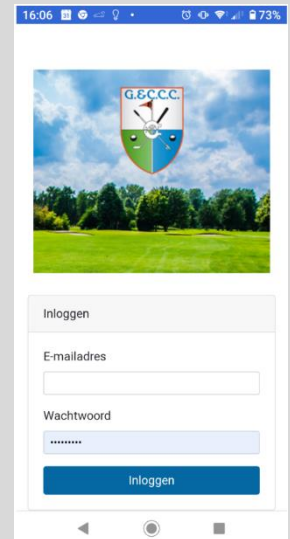 16:06 73%
G.&C.C.C.
Inloggen
E-mailadres
Wachtwoord
•••••••••
Inloggen